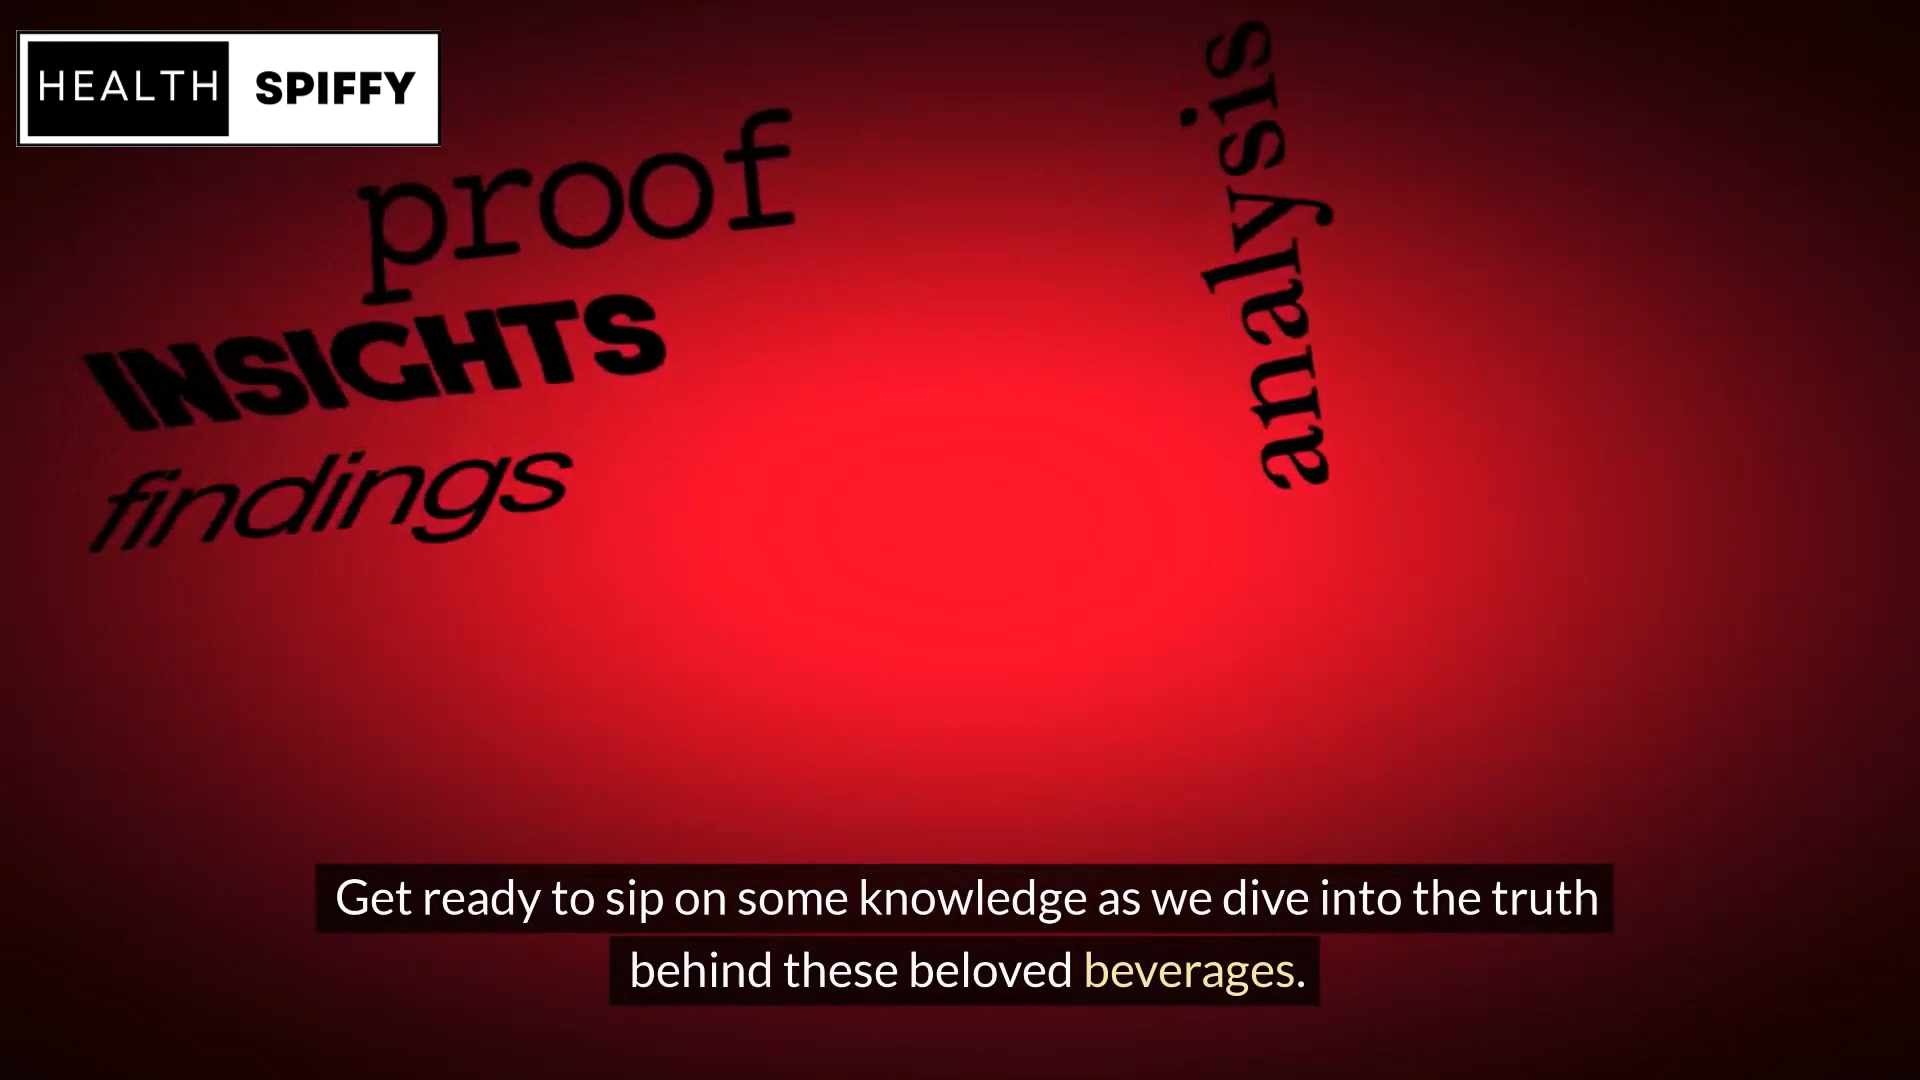 HEALTH SPIFFY
proof
INSIGHTS
findings
analysis
Get ready to sip on some knowledge as we dive into the truth
behind these beloved beverages.